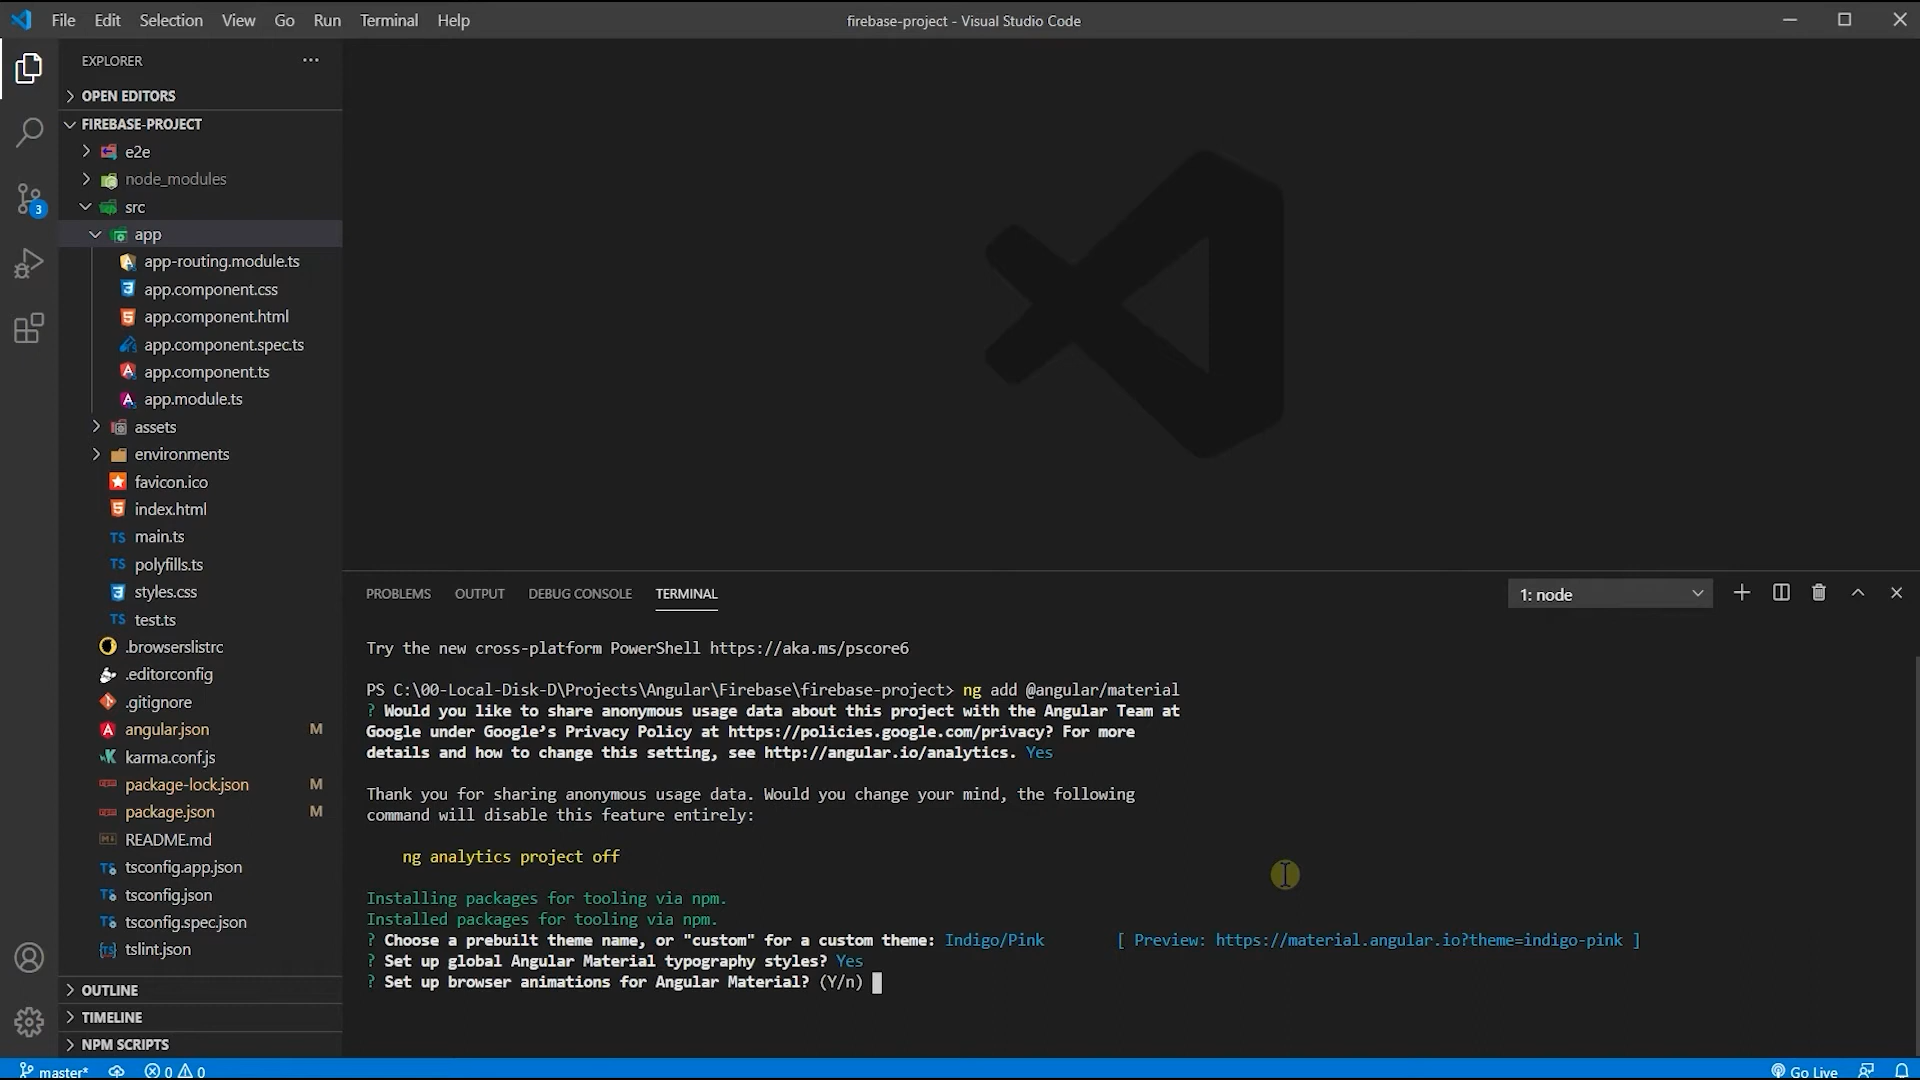 File Edit Selection View Go Run Terminal Help
firebase-project - Visual Studio Code
EXPLORER
OPEN EDITORS
FIREBASE-PROJECT
e2e
node_modules
src
app
app-routing.module.ts
app.component.css
app.component.html
app.component.spec.ts
app.component.ts
app.module.ts
assets
environments
favicon.ico
index.html
TS main.ts
TS polyfills.ts
styles.css
TS test.ts
.browserslistrc
.editorconfig
.gitignore
angular.json M
karma.conf.js
package-lock.json M
package.json M
README.md
TS tsconfig.app.json
TS tsconfig.json
TS tsconfig.spec.json
tslint.json
OUTLINE
TIMELINE
NPM SCRIPTS
3
PROBLEMS OUTPUT DEBUG CONSOLE TERMINAL
1: node
Try the new cross-platform PowerShell https://aka.ms/pscore6
PS C:\00-Local-Disk-D\Projects\Angular\Firebase\firebase-project> ng add @angular/material
? Would you like to share anonymous usage data about this project with the Angular Team at
Google under Google’s Privacy Policy at https://policies.google.com/privacy? For more
details and how to change this setting, see http://angular.io/analytics. Yes
Thank you for sharing anonymous usage data. Would you change your mind, the following
command will disable this feature entirely:
ng analytics project off
Installing packages for tooling via npm.
Installed packages for tooling via npm.
? Choose a prebuilt theme name, or "custom" for a custom theme: Indigo/Pink [ Preview: https://material.angular.io?theme=indigo-pink ]
? Set up global Angular Material typography styles? Yes
? Set up browser animations for Angular Material? (Y/n)
master* 0 0
Go Live